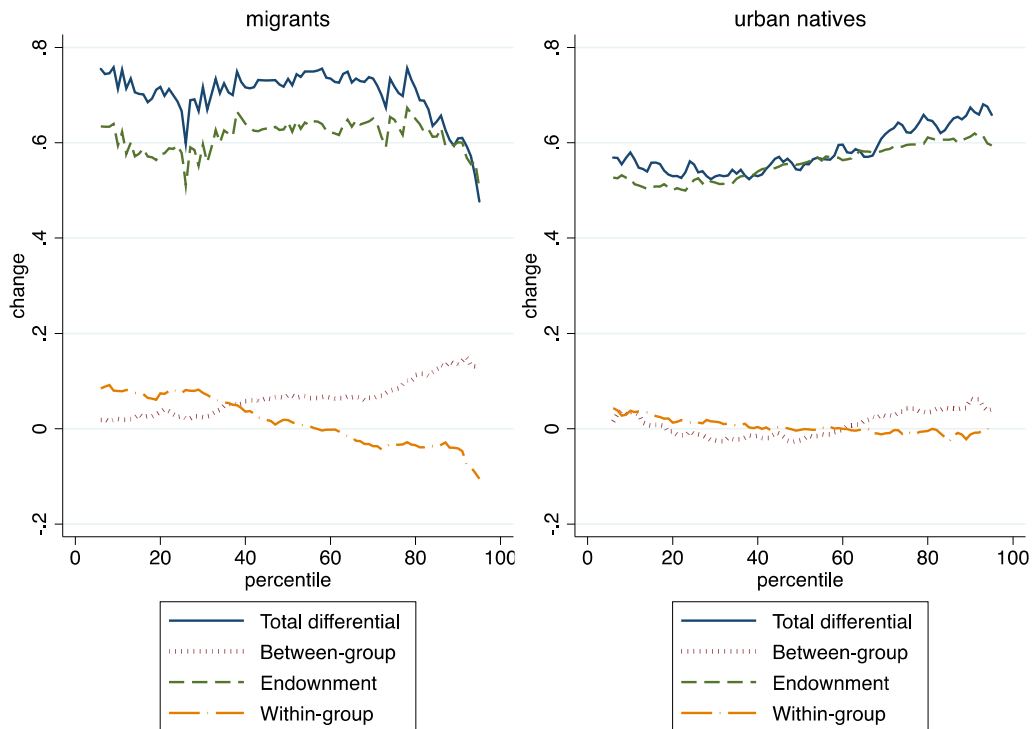 migrants
.8
.6
.4
.2
0
-.2
change
0 20 40 60 80 100
percentile
Total differential
Between-group
Endownment
Within-group
urban natives
.8
.6
.4
.2
0
-.2
change
0 20 40 60 80 100
percentile
Total differential
Between-group
Endownment
Within-group